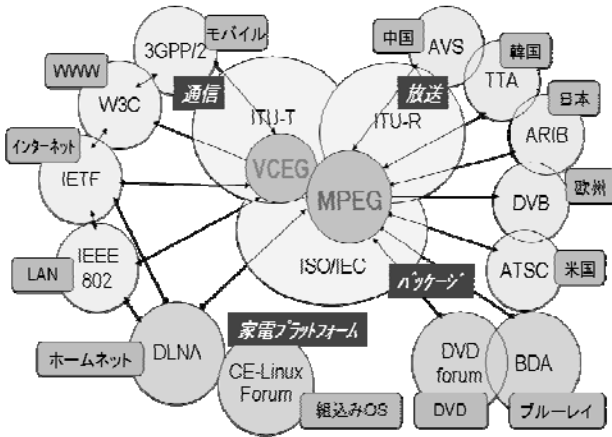 3GPP/2
モバイル
中国
AVS
韓国
TTA
WWW
W3C
通信
ITU-T
放送
ITU-R
日本
ARIB
インターネット
IETF
VCEG
MPEG
欧州
DVB
LAN
IEEE
802
ISO/IEC
ATSC
米国
パッケージ
家電プラットフォーム
ホームネット
DLNA
CE-Linux
Forum
組込みOS
DVD
forum
BDA
DVD
ブルーレイ